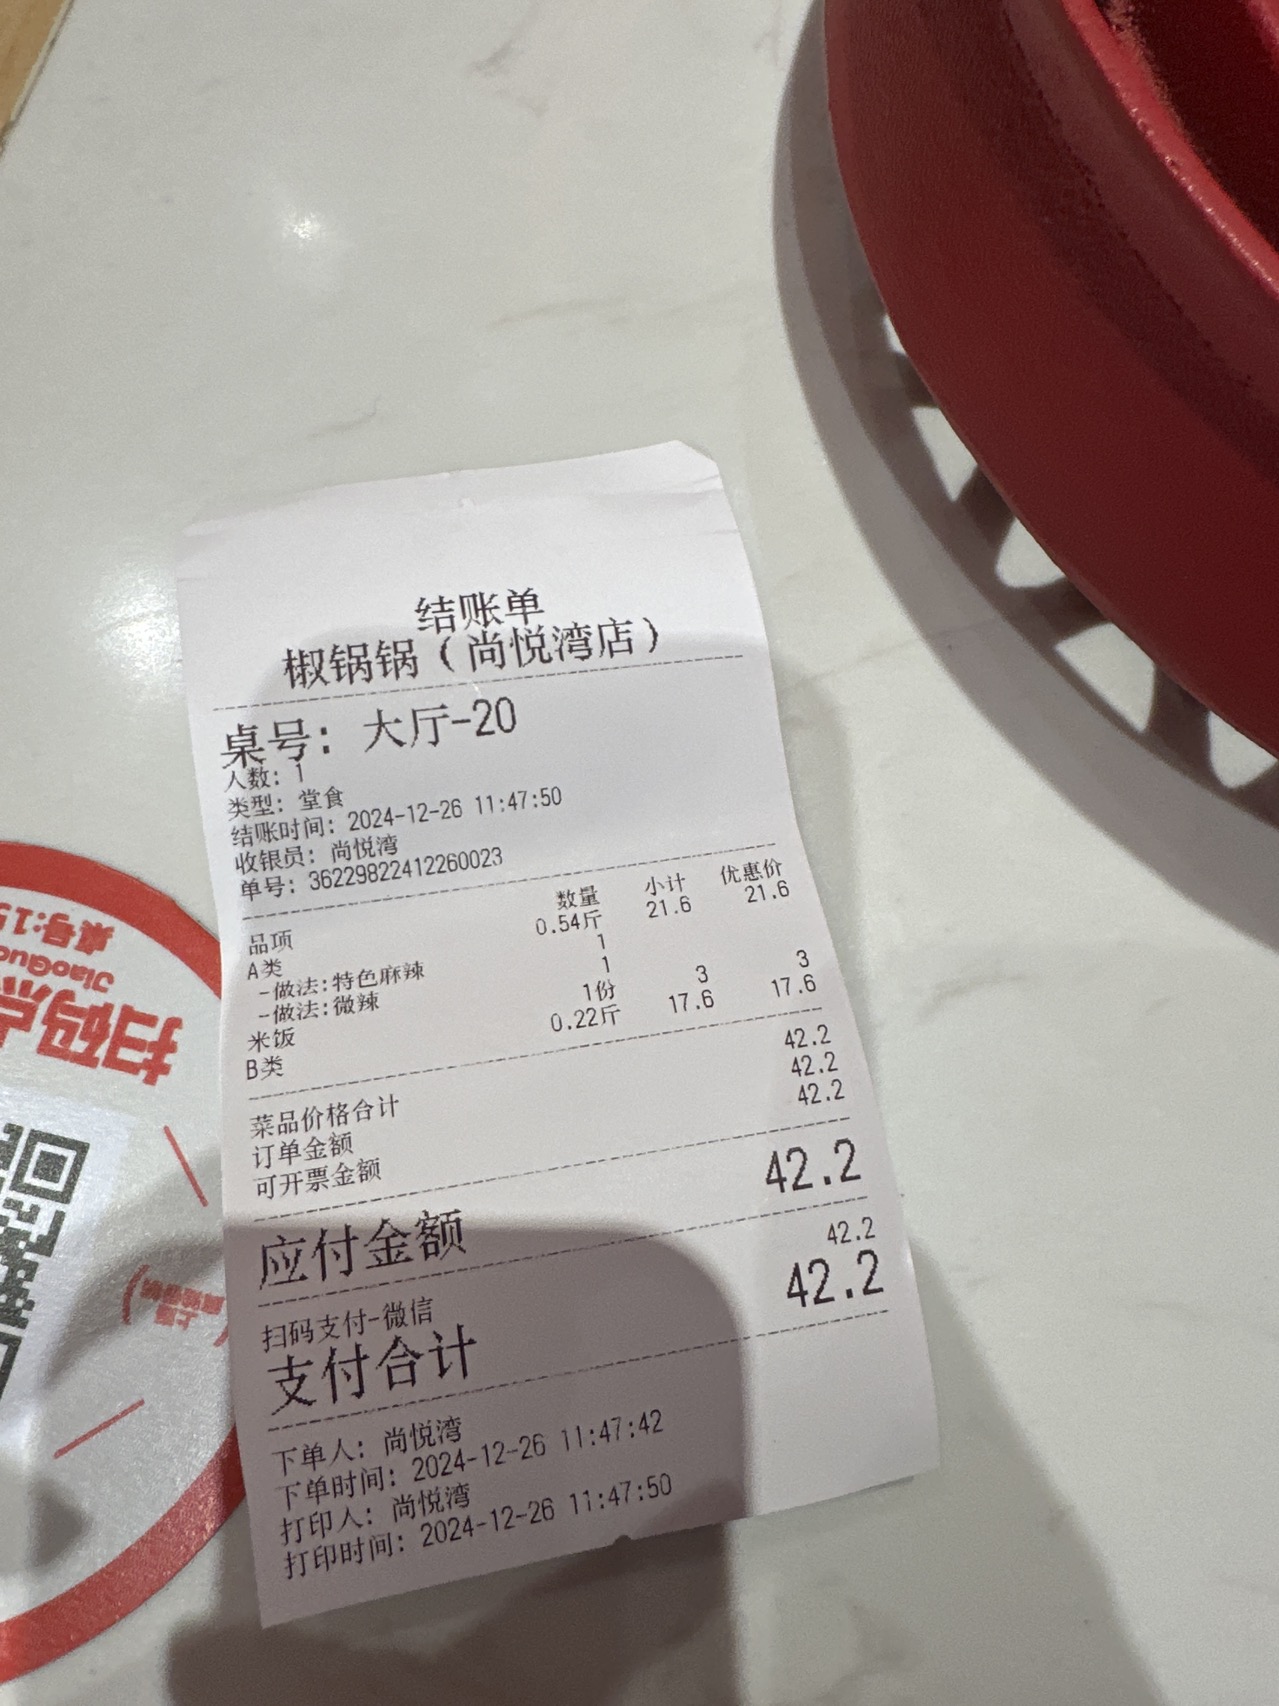 结账单
椒锅锅（尚悦湾店）
桌号：大厅-20
人数：1
类型：堂食
结账时间：2024-12-26 11:47:50
收银员：尚悦湾
单号：36229822412260023
品项 数量 小计 优惠价
A类 0.54斤 21.6 21.6
-做法:特色麻辣 1
-做法:微辣 1
米饭 1份 3 3
B类 0.22斤 17.6 17.6
菜品价格合计 42.2
订单金额 42.2
可开票金额 42.2
应付金额 42.2
扫码支付-微信 42.2
支付合计 42.2
下单人：尚悦湾
下单时间：2024-12-26 11:47:42
打印人：尚悦湾
打印时间：2024-12-26 11:47:50
扫码点
JiaoGuo
桌号:15